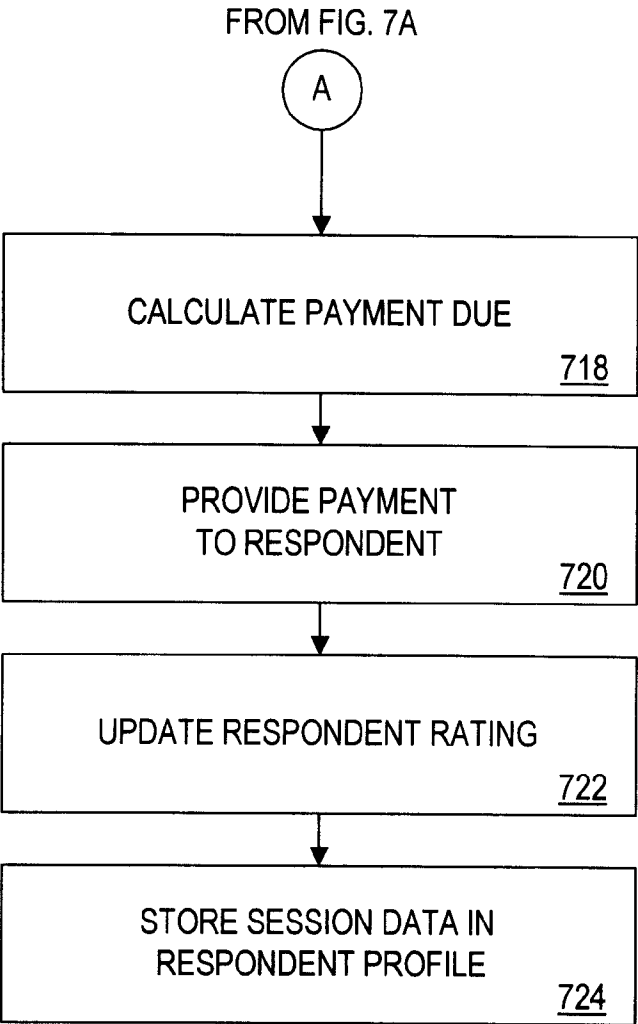 FROM FIG. 7A
A
CALCULATE PAYMENT DUE
718
PROVIDE PAYMENT
TO RESPONDENT
720
UPDATE RESPONDENT RATING
722
STORE SESSION DATA IN
RESPONDENT PROFILE
724